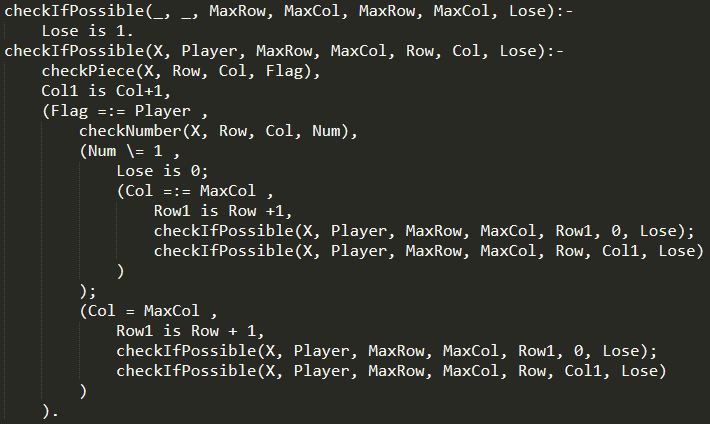 checkIfPossible(_, _, MaxRow, MaxCol, MaxRow, MaxCol, Lose):-
    Lose is 1.
checkIfPossible(X, Player, MaxRow, MaxCol, Row, Col, Lose):-
    checkPiece(X, Row, Col, Flag),
    Col1 is Col+1,
    (Flag =:= Player ,
        checkNumber(X, Row, Col, Num),
        (Num \= 1 ,
            Lose is 0;
            (Col =:= MaxCol ,
                Row1 is Row +1,
                checkIfPossible(X, Player, MaxRow, MaxCol, Row1, 0, Lose);
                checkIfPossible(X, Player, MaxRow, MaxCol, Row, Col1, Lose)
            )
        );
        (Col = MaxCol ,
            Row1 is Row + 1,
            checkIfPossible(X, Player, MaxRow, MaxCol, Row1, 0, Lose);
            checkIfPossible(X, Player, MaxRow, MaxCol, Row, Col1, Lose)
        )
    ).